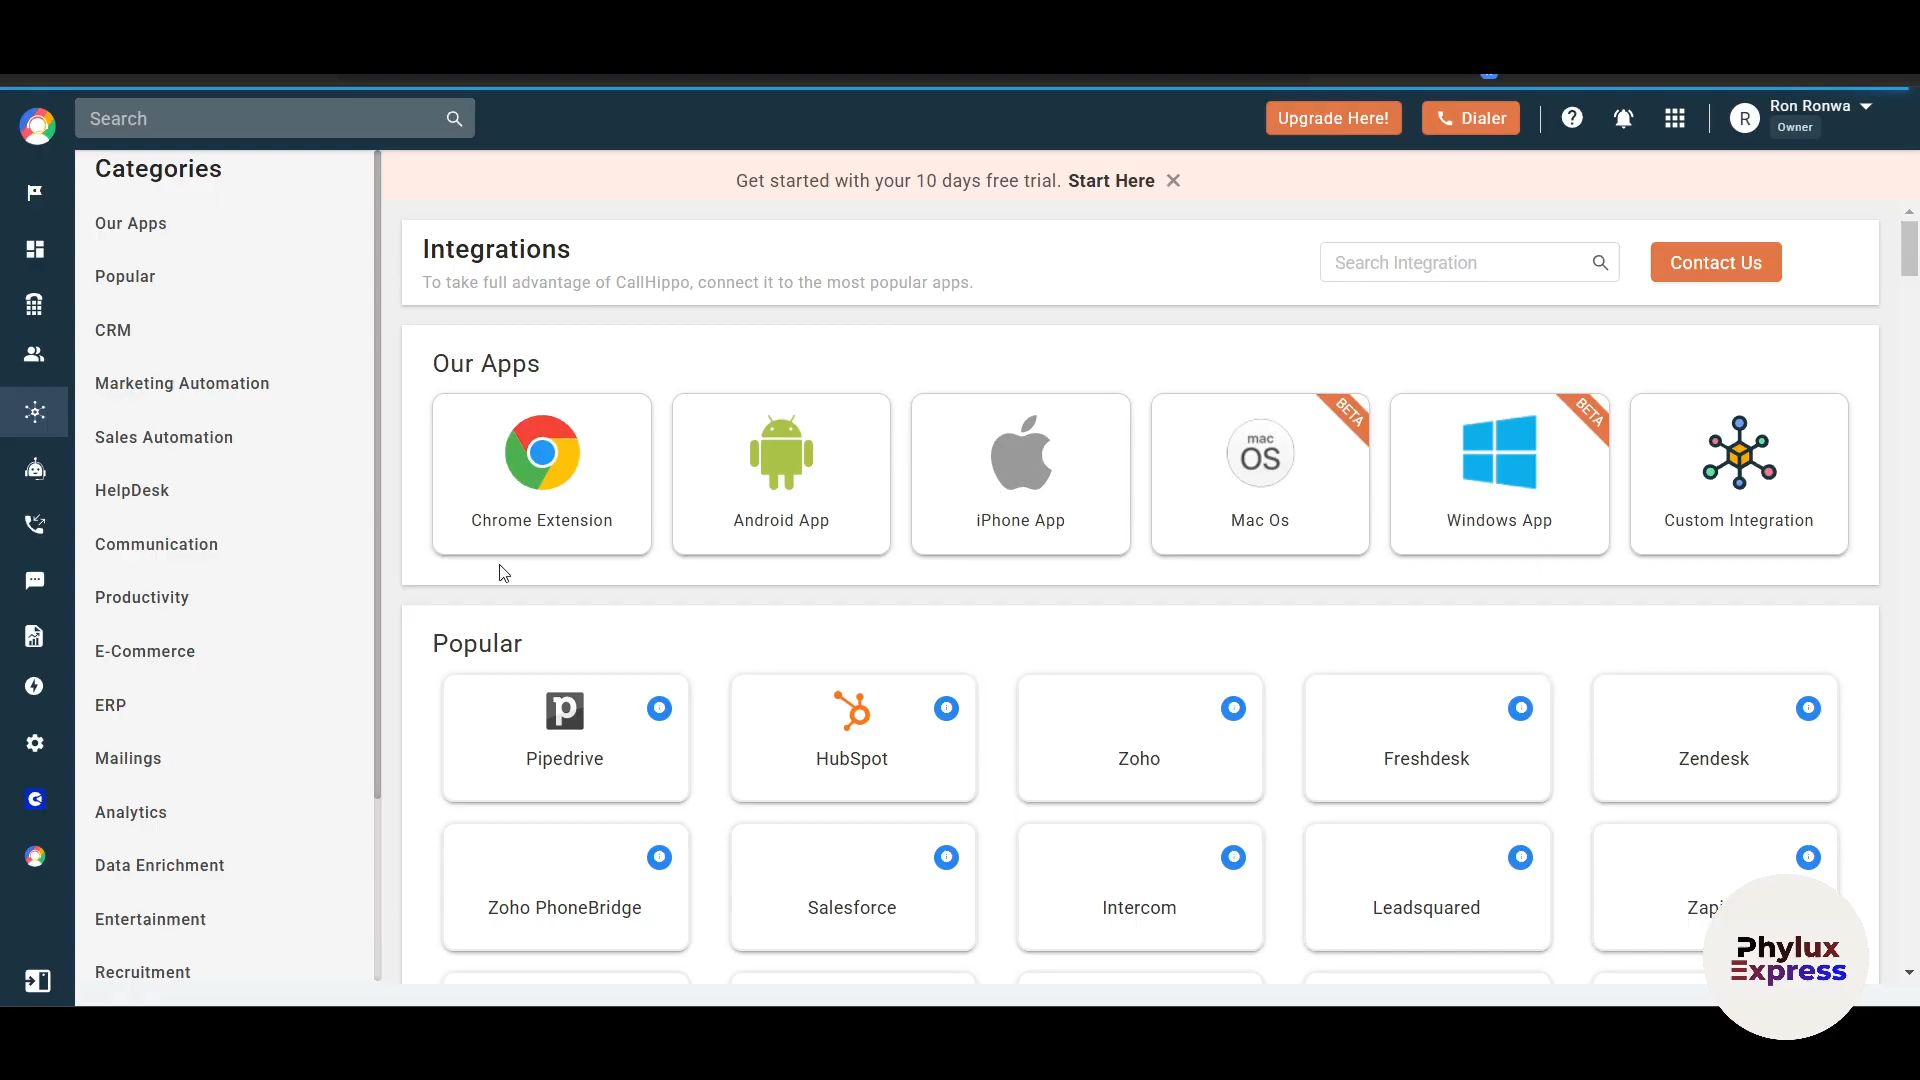 Search
Upgrade Here!
Dialer
R
Ron Ronwa
Owner
Categories
Our Apps
Popular
CRM
Marketing Automation
Sales Automation
HelpDesk
Communication
Productivity
E-Commerce
ERP
Mailings
Analytics
Data Enrichment
Entertainment
Recruitment
Get started with your 10 days free trial. Start Here
Integrations
To take full advantage of CallHippo, connect it to the most popular apps.
Search Integration
Contact Us
Our Apps
Chrome Extension
Android App
iPhone App
mac
OS
BETA
Mac Os
BETA
Windows App
Custom Integration
Popular
p
Pipedrive
HubSpot
Zoho
Freshdesk
Zendesk
Zoho PhoneBridge
Salesforce
Intercom
Leadsquared
Phylux
Express